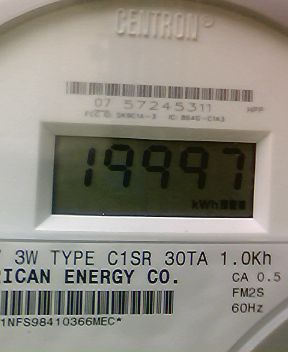 CENTRON®
07 57245311
19997
kWh
3W TYPE C1SR 30TA 1.0Kh
RICAN ENERGY CO.
CA 0.5
FM2S
60Hz
1NFS98410366MEC*